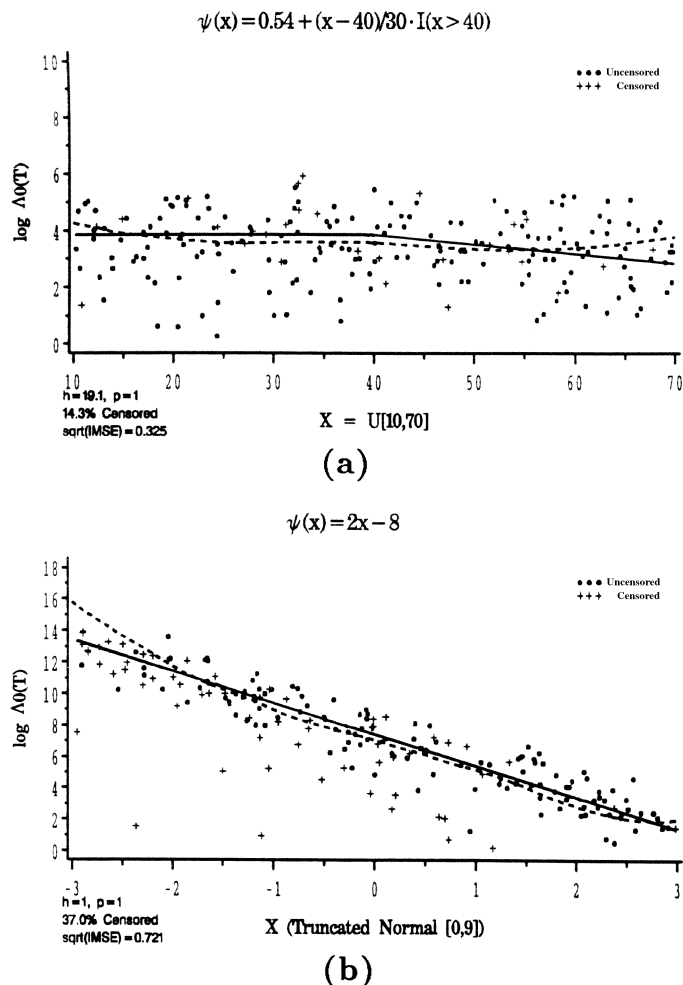 ψ(x)=0.54+(x−40)/30·I(x>40)
10
8
6
4
2
0
log Λ0(T)
● ● ● Uncensored
+++ Censored
10 20 30 40 50 60 70
h=19.1, p=1
14.3% Censored
sqrt(IMSE)=0.325
X = U[10,70]
(a)
ψ(x)=2x−8
18
16
14
12
10
8
6
4
2
0
log Λ0(T)
● ● ● Uncensored
+++ Censored
-3 -2 -1 0 1 2 3
h=1, p=1
37.0% Censored
sqrt(IMSE)=0.721
X (Truncated Normal [0,9])
(b)